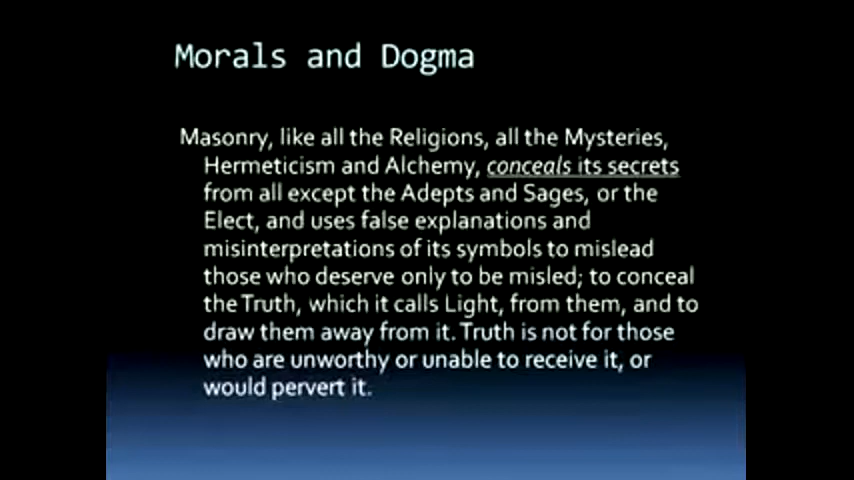 Morals and Dogma
Masonry, like all the Religions, all the Mysteries,
Hermeticism and Alchemy, conceals its secrets
from all except the Adepts and Sages, or the
Elect, and uses false explanations and
misinterpretations of its symbols to mislead
those who deserve only to be misled; to conceal
the Truth, which it calls Light, from them, and to
draw them away from it. Truth is not for those
who are unworthy or unable to receive it, or
would pervert it.